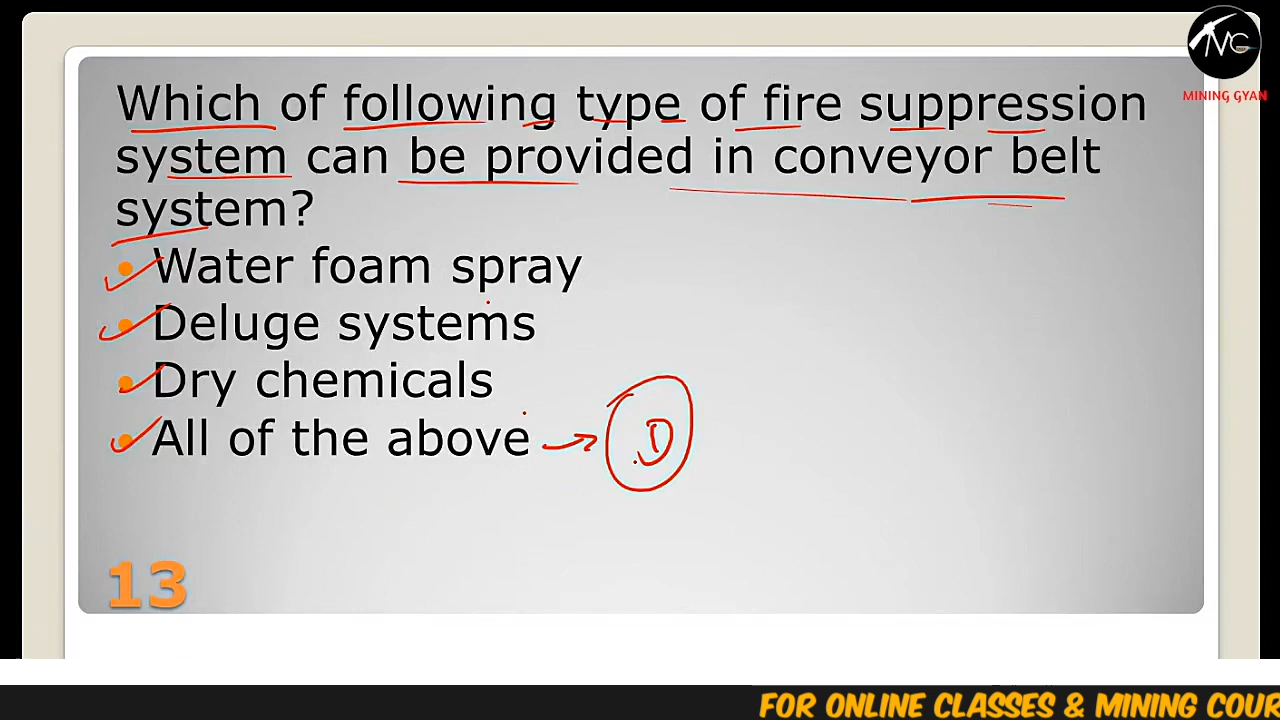 MC
MINING GYAN
Which of following type of fire suppression
system can be provided in conveyor belt
system?
• Water foam spray
• Deluge systems
• Dry chemicals
• All of the above → D
13
FOR ONLINE CLASSES & MINING COUR